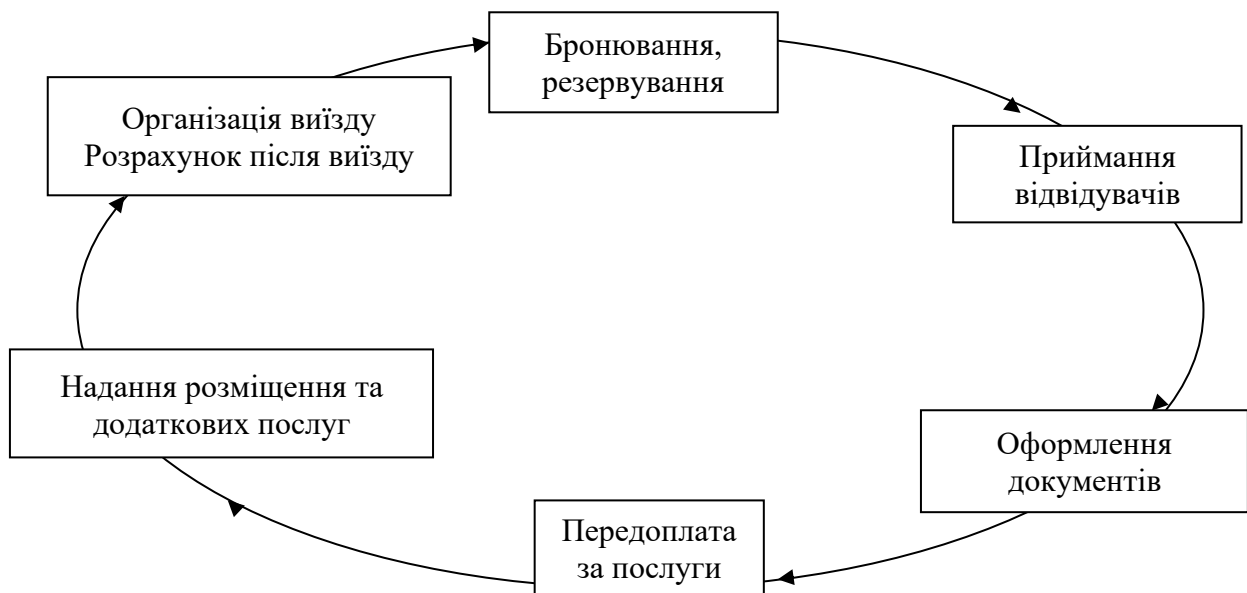 Бронювання,
резервування
Організація виїзду
Розрахунок після виїзду
Приймання
відвідувачів
Надання розміщення та
додаткових послуг
Оформлення
документів
Передоплата
за послуги